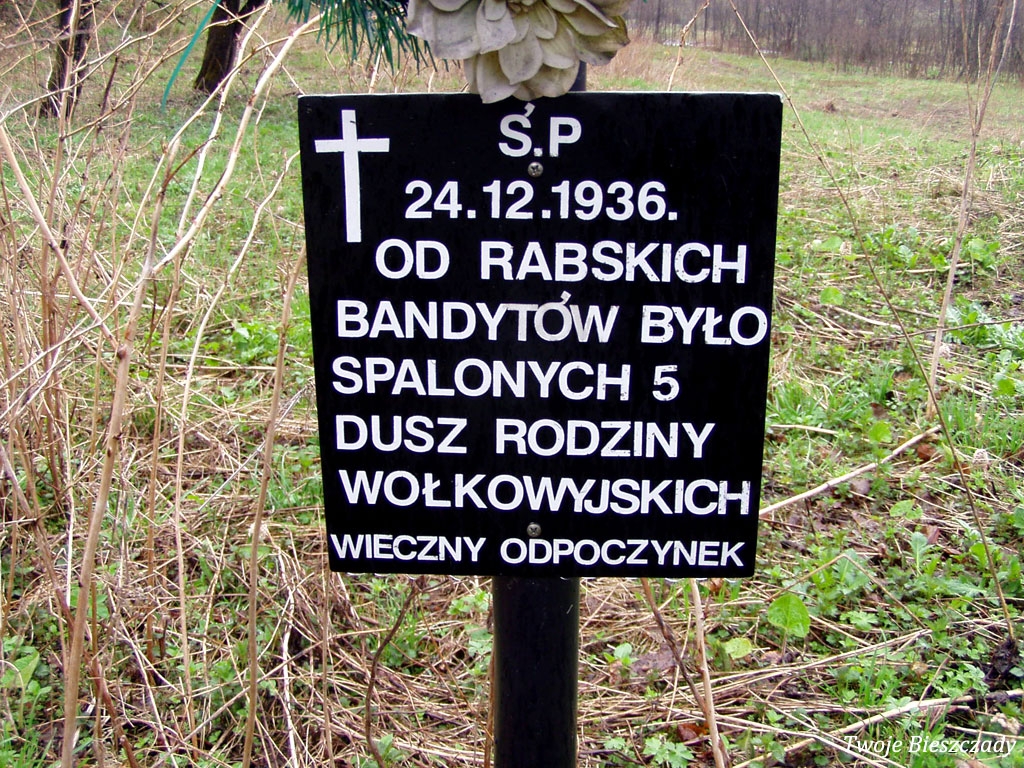 Ś.P
24.12.1936.
OD RABSKICH
BANDYTÓW BYŁO
SPALONYCH 5
DUSZ RODZINY
WOŁKOWYJSKICH
WIECZNY ODPOCZYNEK
Twoje Bieszczady